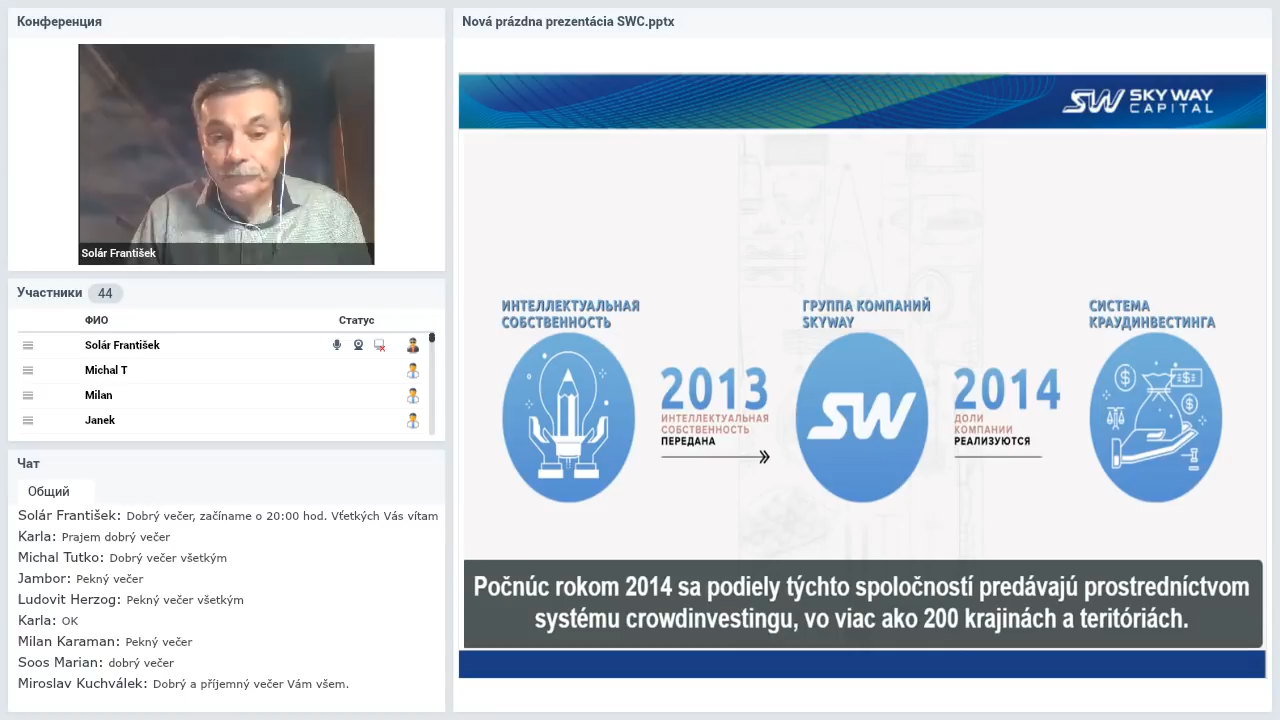 Конференция
Solár František
Участники 44
ФИО Статус
Solár František
Michal T
Milan
Janek
Чат
Общий
Solár František: Dobrý večer, začíname o 20:00 hod. Vťetkých Vás vítam
Karla: Prajem dobrý večer
Michal Tutko: Dobrý večer všetkým
Jambor: Pekný večer
Ludovit Herzog: Pekný večer všetkým
Karla: OK
Milan Karaman: Pekný večer
Soos Marian: dobrý večer
Miroslav Kuchválek: Dobrý a příjemný večer Vám všem.
Nová prázdna prezentácia SWC.pptx
SW SKY WAY
CAPITAL
ИНТЕЛЛЕКТУАЛЬНАЯ
СОБСТВЕННОСТЬ
2013
ИНТЕЛЛЕКТУАЛЬНАЯ
СОБСТВЕННОСТЬ
ПЕРЕДАНА
ГРУППА КОМПАНИЙ
SKYWAY
SW
2014
ДОЛИ
КОМПАНИИ
РЕАЛИЗУЮТСЯ
СИСТЕМА
КРАУДИНВЕСТИНГА
Počnúc rokom 2014 sa podiely týchto spoločností predávajú prostredníctvom
systému crowdinvestingu, vo viac ako 200 krajinách a teritóriách.